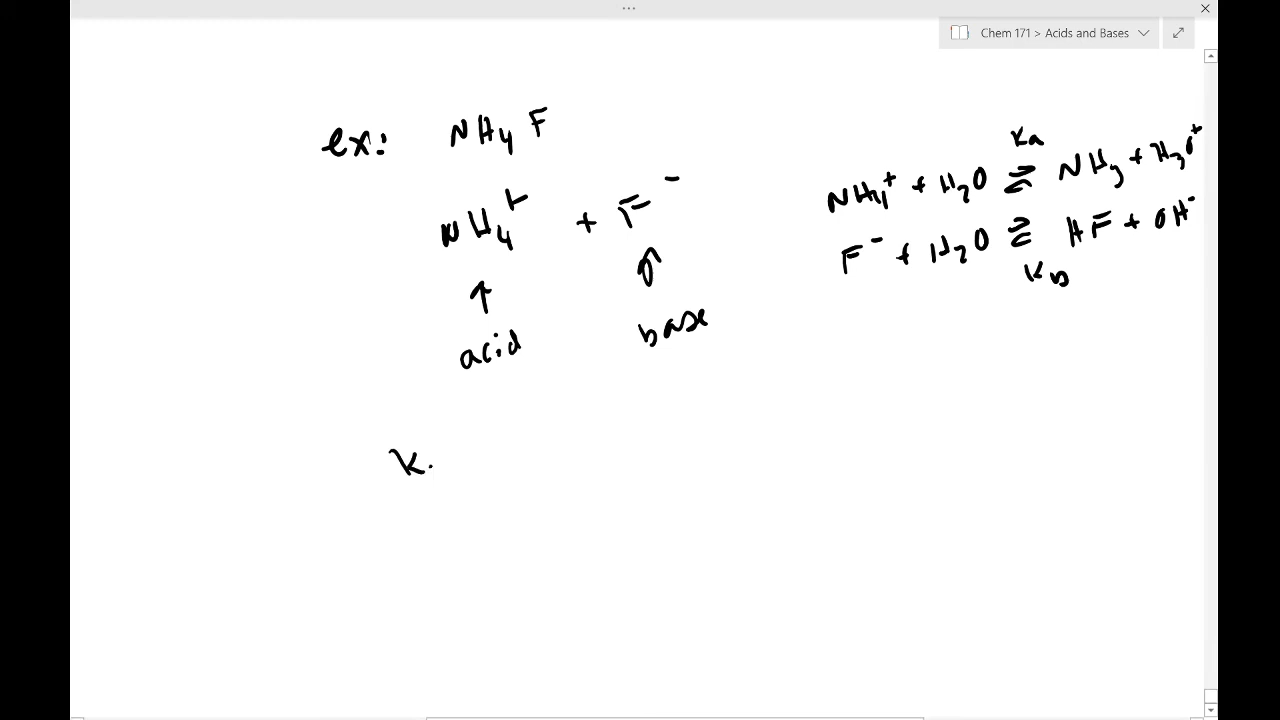 Chem 171 > Acids and Bases
ex: NH₄F
NH₄⁺ + F⁻
acid base
Ka
NH₄⁺ + H₂O ⇌ NH₃ + H₃O⁺
F⁻ + H₂O ⇌ HF + OH⁻
Kb
K